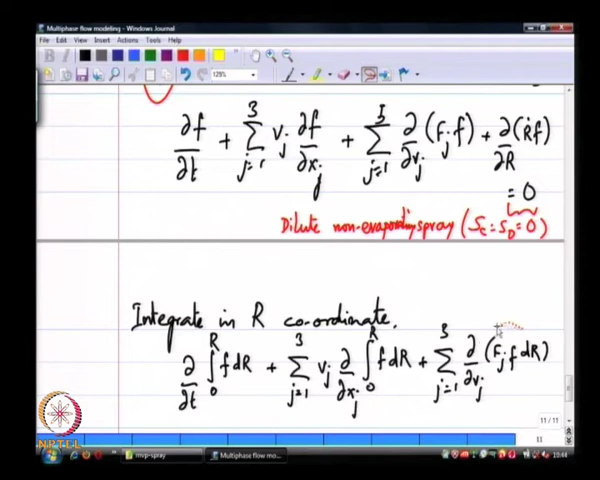 Multiphase flow modeling - Windows Journal
File Edit View Insert Actions Tools Help
129%
∂f/∂t + Σ_{j=1}^{3} v_j ∂f/∂x_j + Σ_{j=1}^{3} ∂/∂v_j (F_j f) + ∂/∂R (Ṙf)
= 0
Dilute non-evaporating spray (S_c = S_D = 0)
Integrate in R co-ordinate.
∂/∂t ∫_0^R f dR + Σ_{j=1}^{3} v_j ∂/∂x_j ∫_0^R f dR + Σ_{j=1}^{3} ∂/∂v_j (F_j f dR)
11 / 11
11
NPTEL
mvp-spray
Multiphase flow mo...
10:44